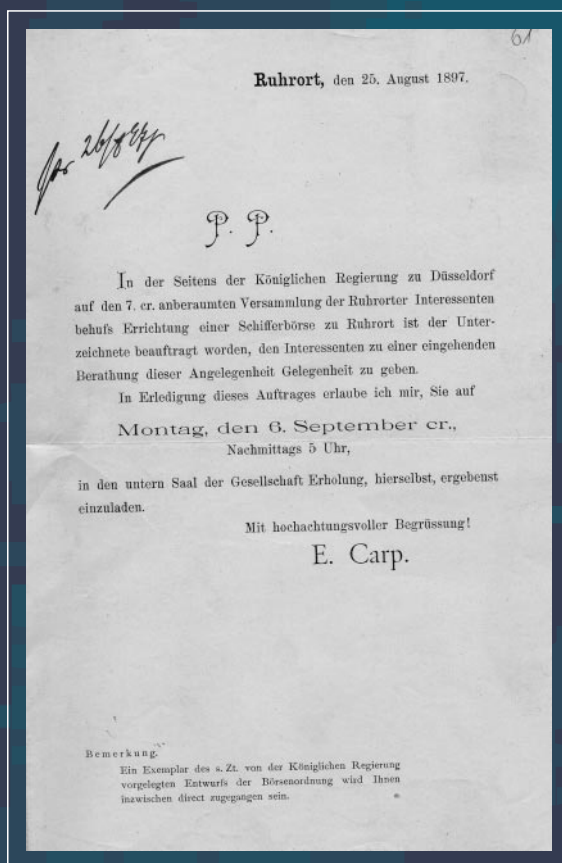 61
Ruhrort, den 25. August 1897.
P. P.
In der Seitens der Königlichen Regierung zu Düsseldorf
auf den 7. cr. anberaumten Versammlung der Ruhrorter Interessenten
behufs Errichtung einer Schifferbörse zu Ruhrort ist der Unter-
zeichnete beauftragt worden, den Interessenten zu einer eingehenden
Berathung dieser Angelegenheit Gelegenheit zu geben.
In Erledigung dieses Auftrages erlaube ich mir, Sie auf
Montag, den 6. September cr.,
Nachmittags 5 Uhr,
in den untern Saal der Gesellschaft Erholung, hierselbst, ergebenst
einzuladen.
Mit hochachtungsvoller Begrüssung!
E. Carp.
Bemerkung.
Ein Exemplar des s. Zt. von der Königlichen Regierung
vorgelegten Entwurfs der Börsenordnung wird Ihnen
inzwischen direct zugegangen sein.